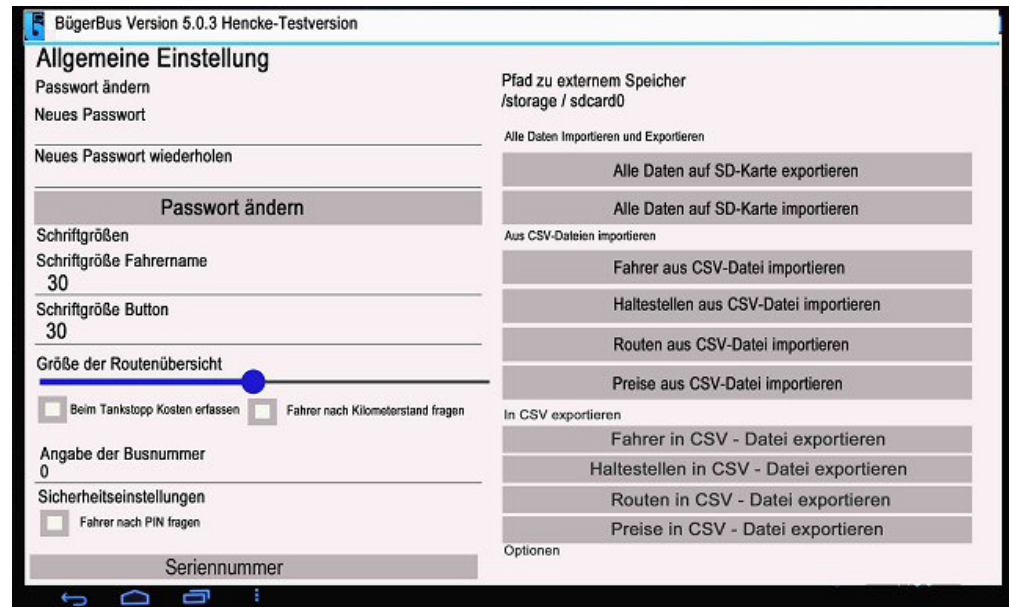 BügerBus Version 5.0.3 Hencke-Testversion
Allgemeine Einstellung
Passwort ändern
Neues Passwort
Neues Passwort wiederholen
Passwort ändern
Schriftgrößen
Schriftgröße Fahrername
30
Schriftgröße Button
30
Größe der Routenübersicht
Beim Tankstopp Kosten erfassen
Fahrer nach Kilometerstand fragen
Angabe der Busnummer
0
Sicherheitseinstellungen
Fahrer nach PIN fragen
Seriennummer
Pfad zu externem Speicher
/storage / sdcard0
Alle Daten Importieren und Exportieren
Alle Daten auf SD-Karte exportieren
Alle Daten auf SD-Karte importieren
Aus CSV-Dateien importieren
Fahrer aus CSV-Datei importieren
Haltestellen aus CSV-Datei importieren
Routen aus CSV-Datei importieren
Preise aus CSV-Datei importieren
In CSV exportieren
Fahrer in CSV - Datei exportieren
Haltestellen in CSV - Datei exportieren
Routen in CSV - Datei exportieren
Preise in CSV - Datei exportieren
Optionen